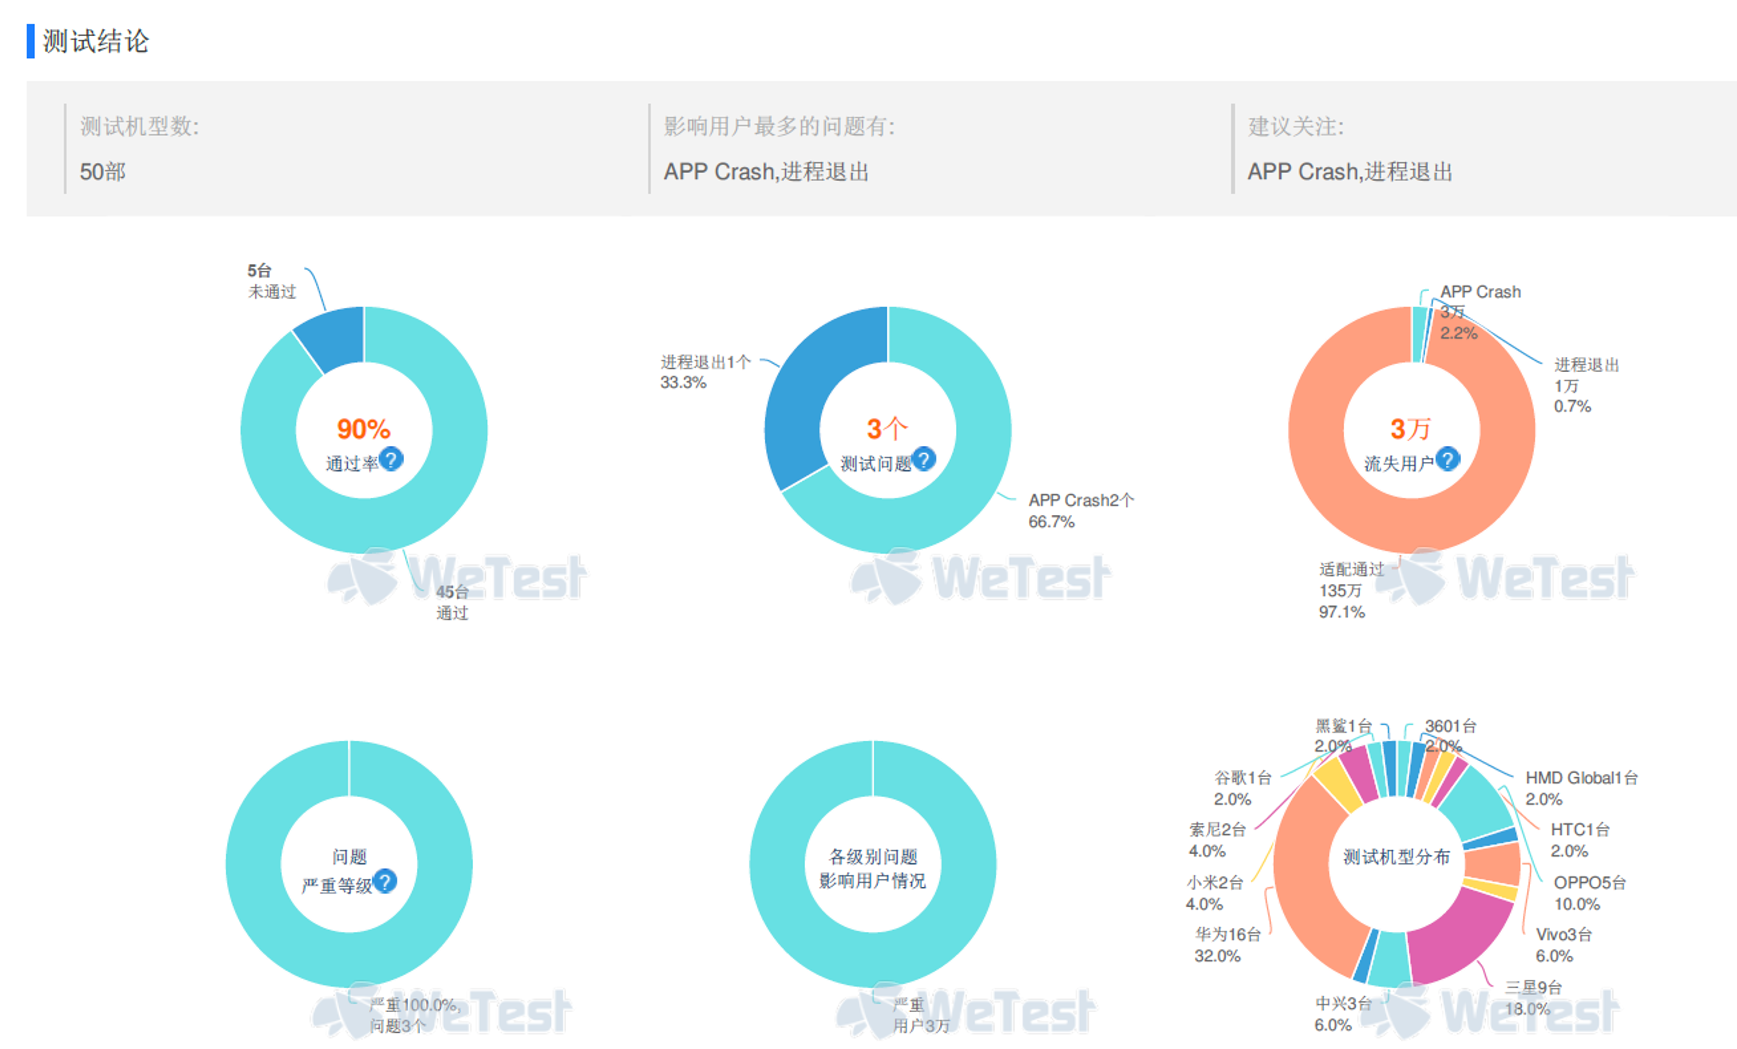 测试结论
测试机型数:
50部
影响用户最多的问题有:
APP Crash,进程退出
建议关注:
APP Crash,进程退出
5台
未通过
90%
通过率?
45台
通过
WeTest
进程退出1个
33.3%
3个
测试问题?
APP Crash2个
66.7%
WeTest
APP Crash
3万
2.2%
进程退出
1万
0.7%
3万
流失用户?
适配通过
135万
97.1%
WeTest
问题
严重等级?
严重100.0%,
问题3个
WeTest
各级别问题
影响用户情况
严重
用户3万
WeTest
黑鲨1台
2.0%
3601台
2.0%
谷歌1台
2.0%
HMD Global1台
2.0%
索尼2台
4.0%
HTC1台
2.0%
测试机型分布
小米2台
4.0%
OPPO5台
10.0%
华为16台
32.0%
Vivo3台
6.0%
中兴3台
6.0%
三星9台
18.0%
WeTest